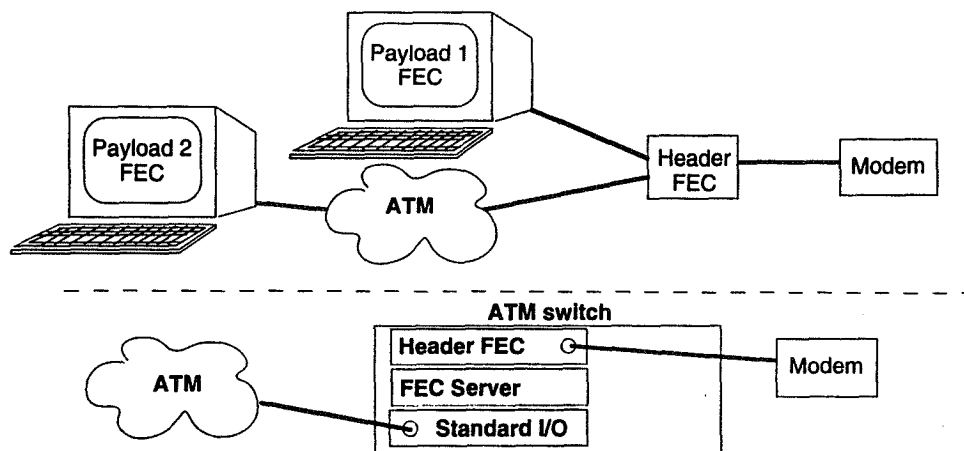 Payload 1
FEC
Payload 2
FEC
ATM
Header
FEC
Modem
ATM switch
Header FEC
FEC Server
Standard I/O
ATM
Modem